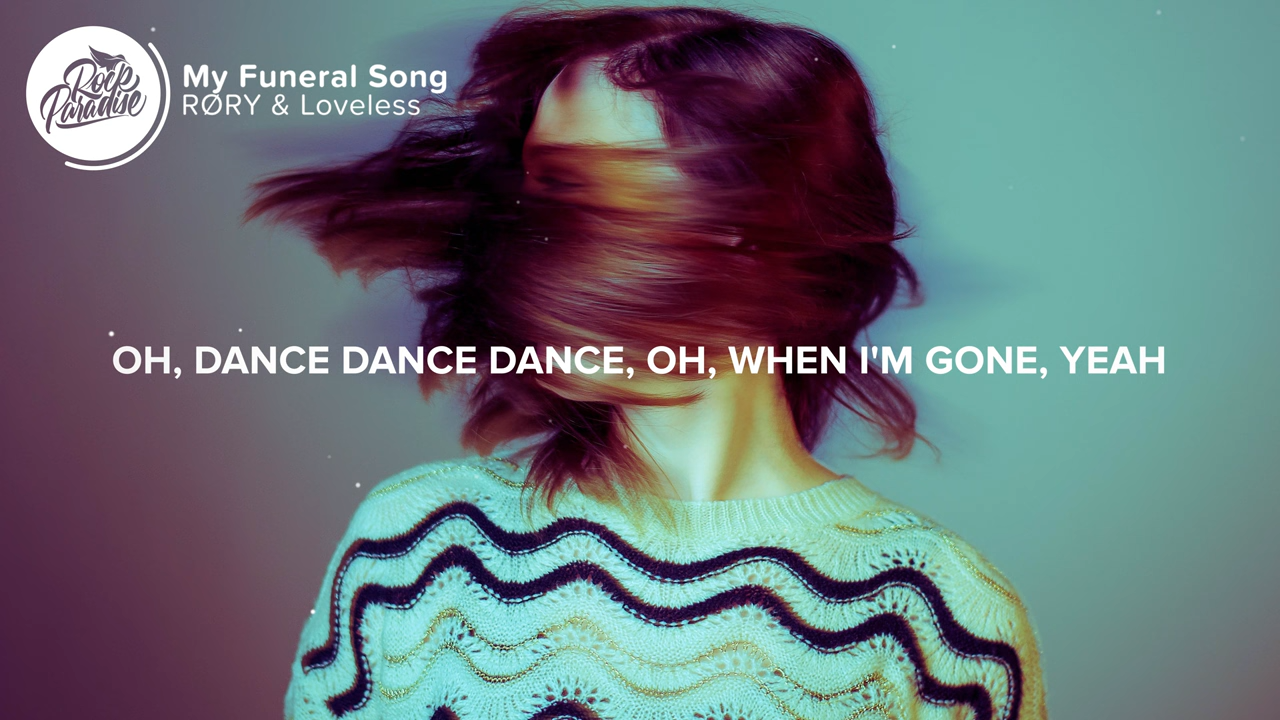 Rock
Paradise
My Funeral Song
RØRY & Loveless
OH, DANCE DANCE DANCE, OH, WHEN I'M GONE, YEAH